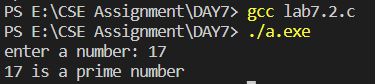 PS E:\CSE Assignment\DAY7> gcc lab7.2.c
PS E:\CSE Assignment\DAY7> ./a.exe
enter a number: 17
17 is a prime number